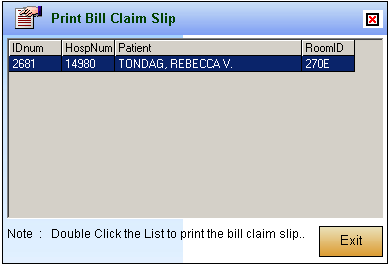 Print Bill Claim Slip
IDnum HospNum Patient RoomID
2681 14980 TONDAG, REBECCA V. 270E
Note : Double Click the List to print the bill claim slip..
Exit